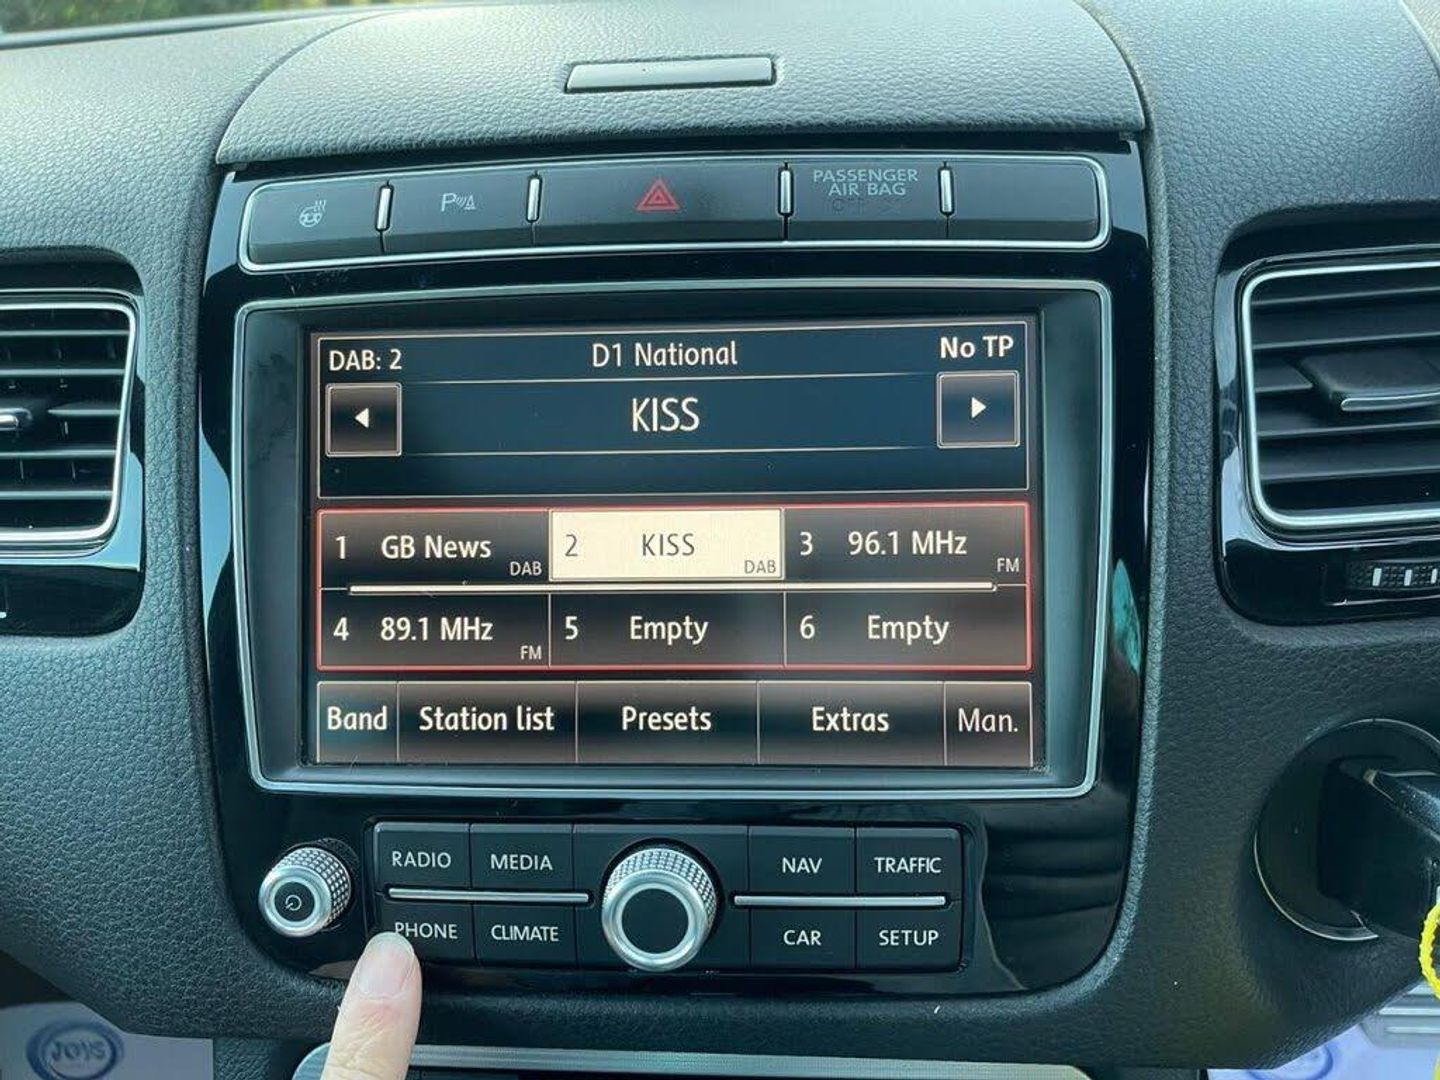 P
PASSENGER
AIR BAG
DAB: 2 D1 National No TP
KISS
1 GB News DAB 2 KISS DAB 3 96.1 MHz FM
4 89.1 MHz FM 5 Empty 6 Empty
Band Station list Presets Extras Man.
RADIO MEDIA NAV TRAFFIC
PHONE CLIMATE CAR SETUP
JOYS